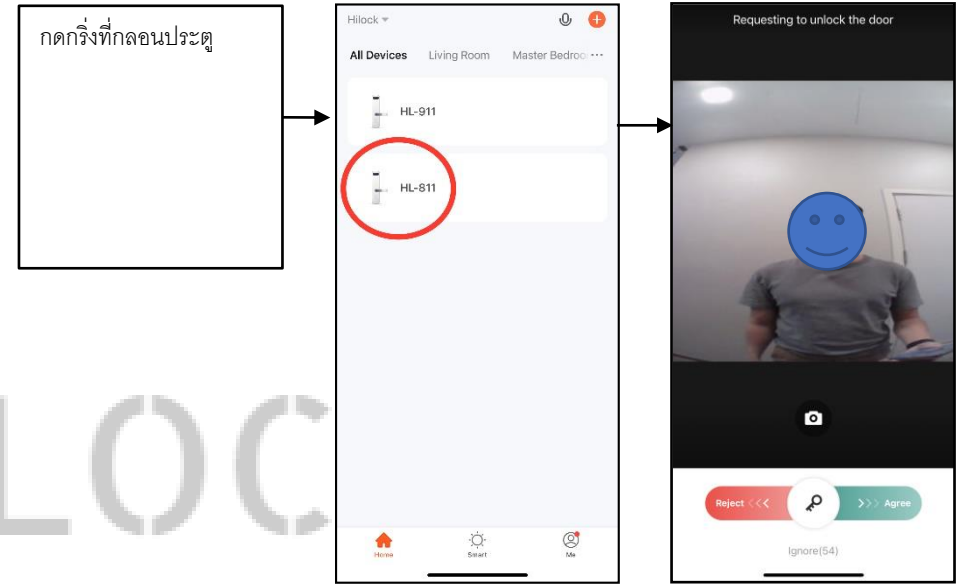 กดกริ่งที่กลอนประตู
Hilock
All Devices Living Room Master Bedroo ···
HL-911
HL-811
Home Smart Me
Requesting to unlock the door
Reject <<< >>> Agree
Ignore(54)
LOC